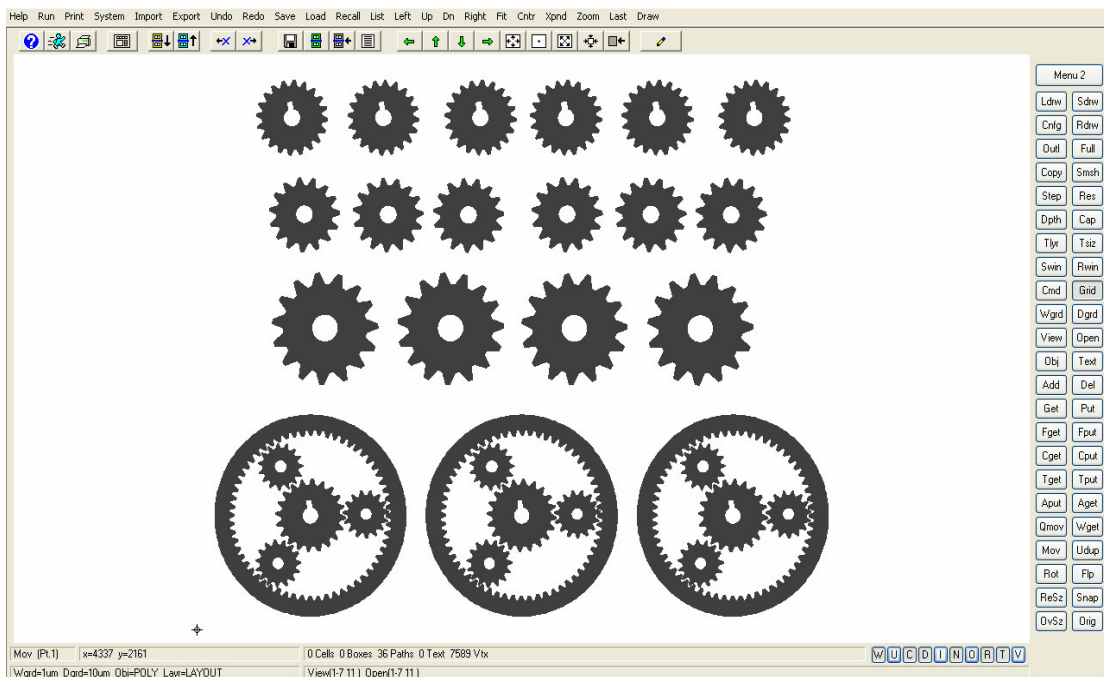 Help Run Print System Import Export Undo Redo Save Load Recall List Left Up Dn Right Fit Cntr Xpnd Zoom Last Draw
Menu 2
Ldrw Sdrw
Cnfg Rdrw
Outl Full
Copy Smsh
Step Res
Dpth Cap
Tlyr Tsiz
Swin Rwin
Cmd Grid
Wgrd Dgrd
View Open
Obj Text
Add Del
Get Put
Fget Fput
Cget Cput
Tget Tput
Aput Aget
Qmov Wget
Mov Udup
Rot Flp
ReSz Snap
OvSz Orig
Mov (Pt.1) x=4337 y=2161 0 Cells 0 Boxes 36 Paths 0 Text 7589 Vtx W U C D I N O R T V
Wgrd=1um Dgrd=10um Obj=POLY Layr=LAYOUT View(1-7 11 ) Open(1-7 11 )